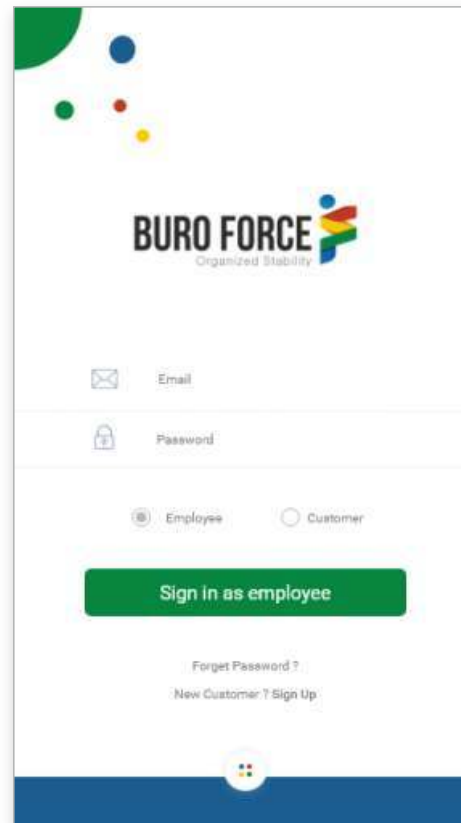 BURO FORCE
Organized Stability
Email
Password
Employee Customer
Sign in as employee
Forget Password ?
New Customer ? Sign Up